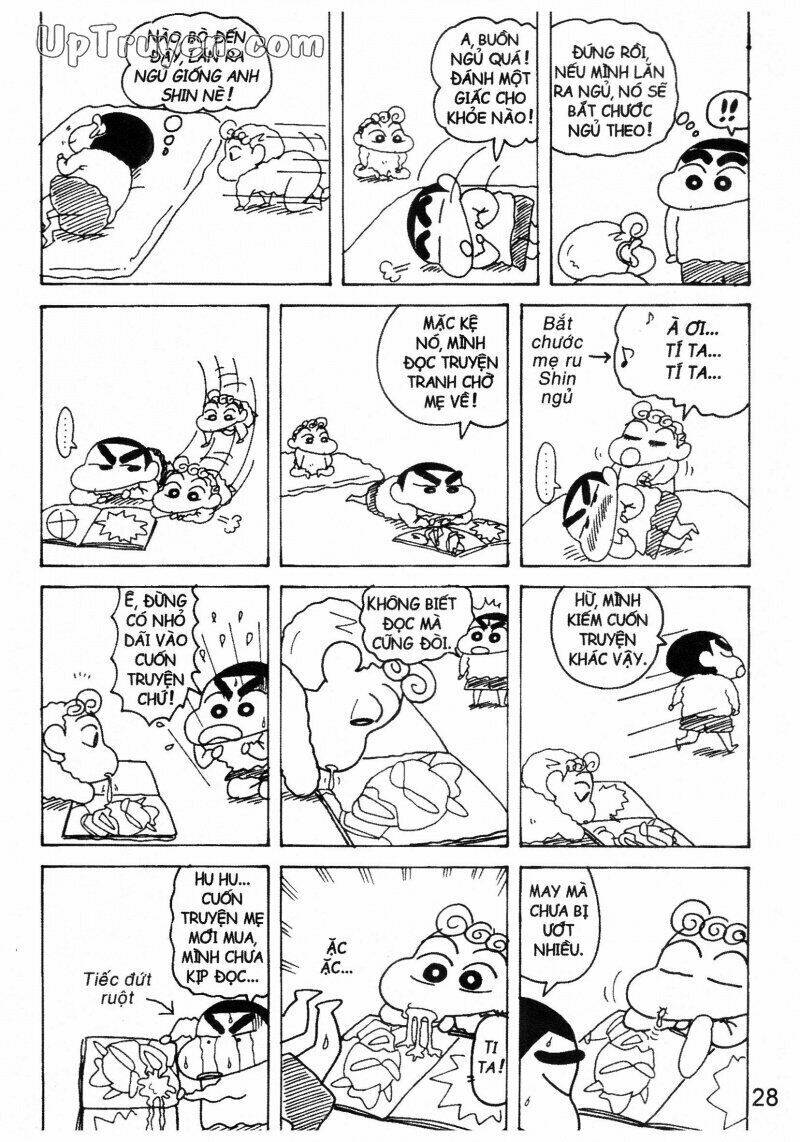 UpTruyen.com
ĐÚNG RỒI,
NẾU MÌNH LĂN
RA NGỦ, NÓ SẼ
BẮT CHƯỚC
NGỦ THEO!
!!
A, BUỒN
NGỦ QUÁ!
ĐÁNH MỘT
GIẤC CHO
KHỎE NÀO!
NÀO BÒ ĐẾN
ĐÂY, LĂN RA
NGỦ GIỐNG ANH
SHIN NÈ!
À ƠI...
TÍ TA...
TÍ TA...
Bắt
chước
mẹ ru
Shin
ngủ
......
MẶC KỆ
NÓ, MÌNH
ĐỌC TRUYỆN
TRANH CHỜ
MẸ VỀ!
......
HỪ, MÌNH
KIẾM CUỐN
TRUYỆN
KHÁC VẬY.
KHÔNG BIẾT
ĐỌC MÀ
CŨNG ĐÒI.
Ê, ĐỪNG
CÓ NHỎ
DÃI VÀO
CUỐN
TRUYỆN
CHỨ!
MAY MÀ
CHƯA BỊ
ƯỚT
NHIỀU.
TI
TA!
ẶC
ẶC...
HU HU...
CUỐN
TRUYỆN MẸ
MỚI MUA,
MÌNH CHƯA
KỊP ĐỌC...
Tiếc đứt
ruột
28